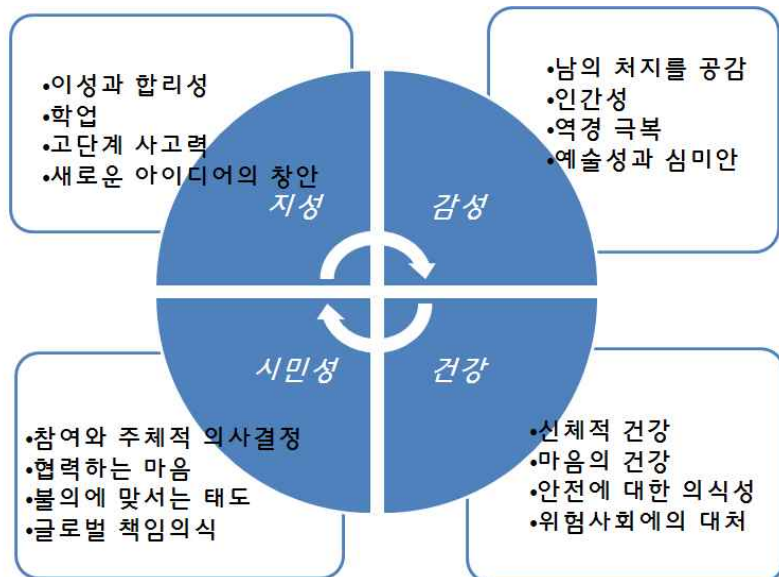 •이성과 합리성
•학업
•고단계 사고력
•새로운 아이디어의 창안
지성
•남의 처지를 공감
•인간성
•역경 극복
•예술성과 심미안
감성
시민성
•참여와 주체적 의사결정
•협력하는 마음
•불의에 맞서는 태도
•글로벌 책임의식
건강
•신체적 건강
•마음의 건강
•안전에 대한 의식성
•위험사회에의 대처